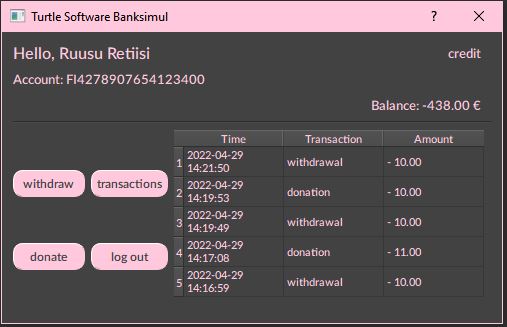 Turtle Software Banksimul
?
Hello, Ruusu Retiisi
credit
Account: FI4278907654123400
Balance: -438.00 €
withdraw
transactions
donate
log out
Time Transaction Amount
1 2022-04-29 14:21:50 withdrawal - 10.00
2 2022-04-29 14:19:53 donation - 10.00
3 2022-04-29 14:19:49 withdrawal - 10.00
4 2022-04-29 14:17:08 donation - 11.00
5 2022-04-29 14:16:59 withdrawal - 10.00